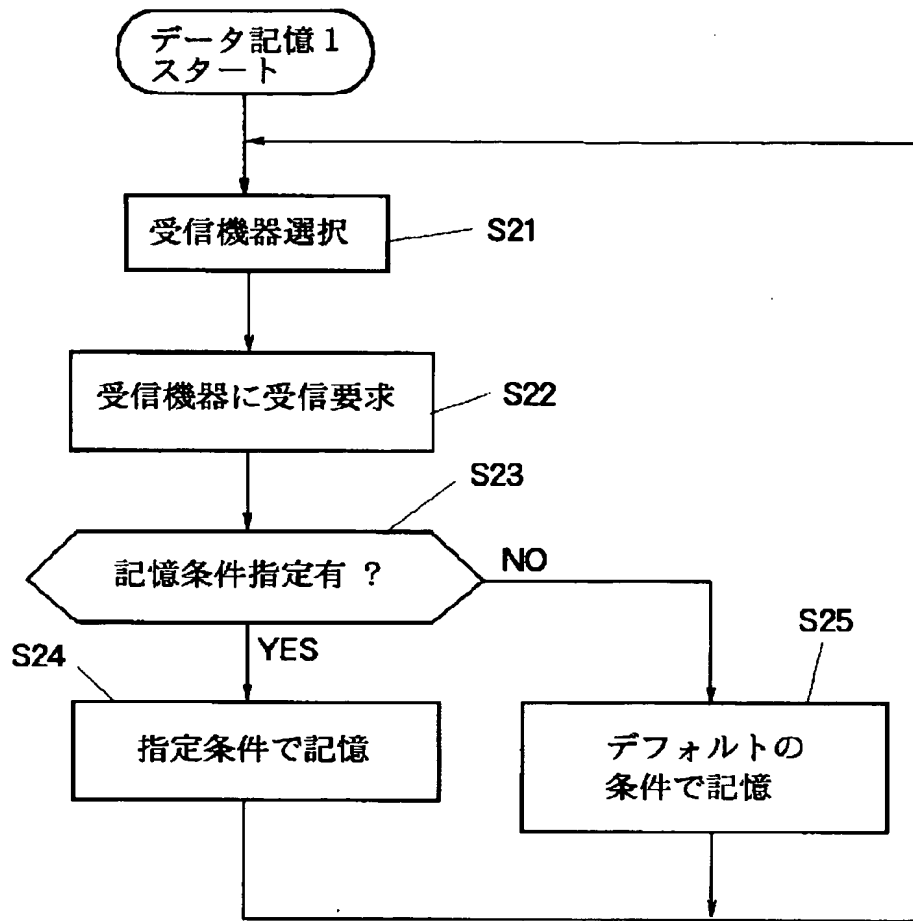 データ記憶1
スタート
受信機器選択
S21
受信機器に受信要求
S22
S23
記憶条件指定有 ?
NO
YES
S24
S25
指定条件で記憶
デフォルトの
条件で記憶